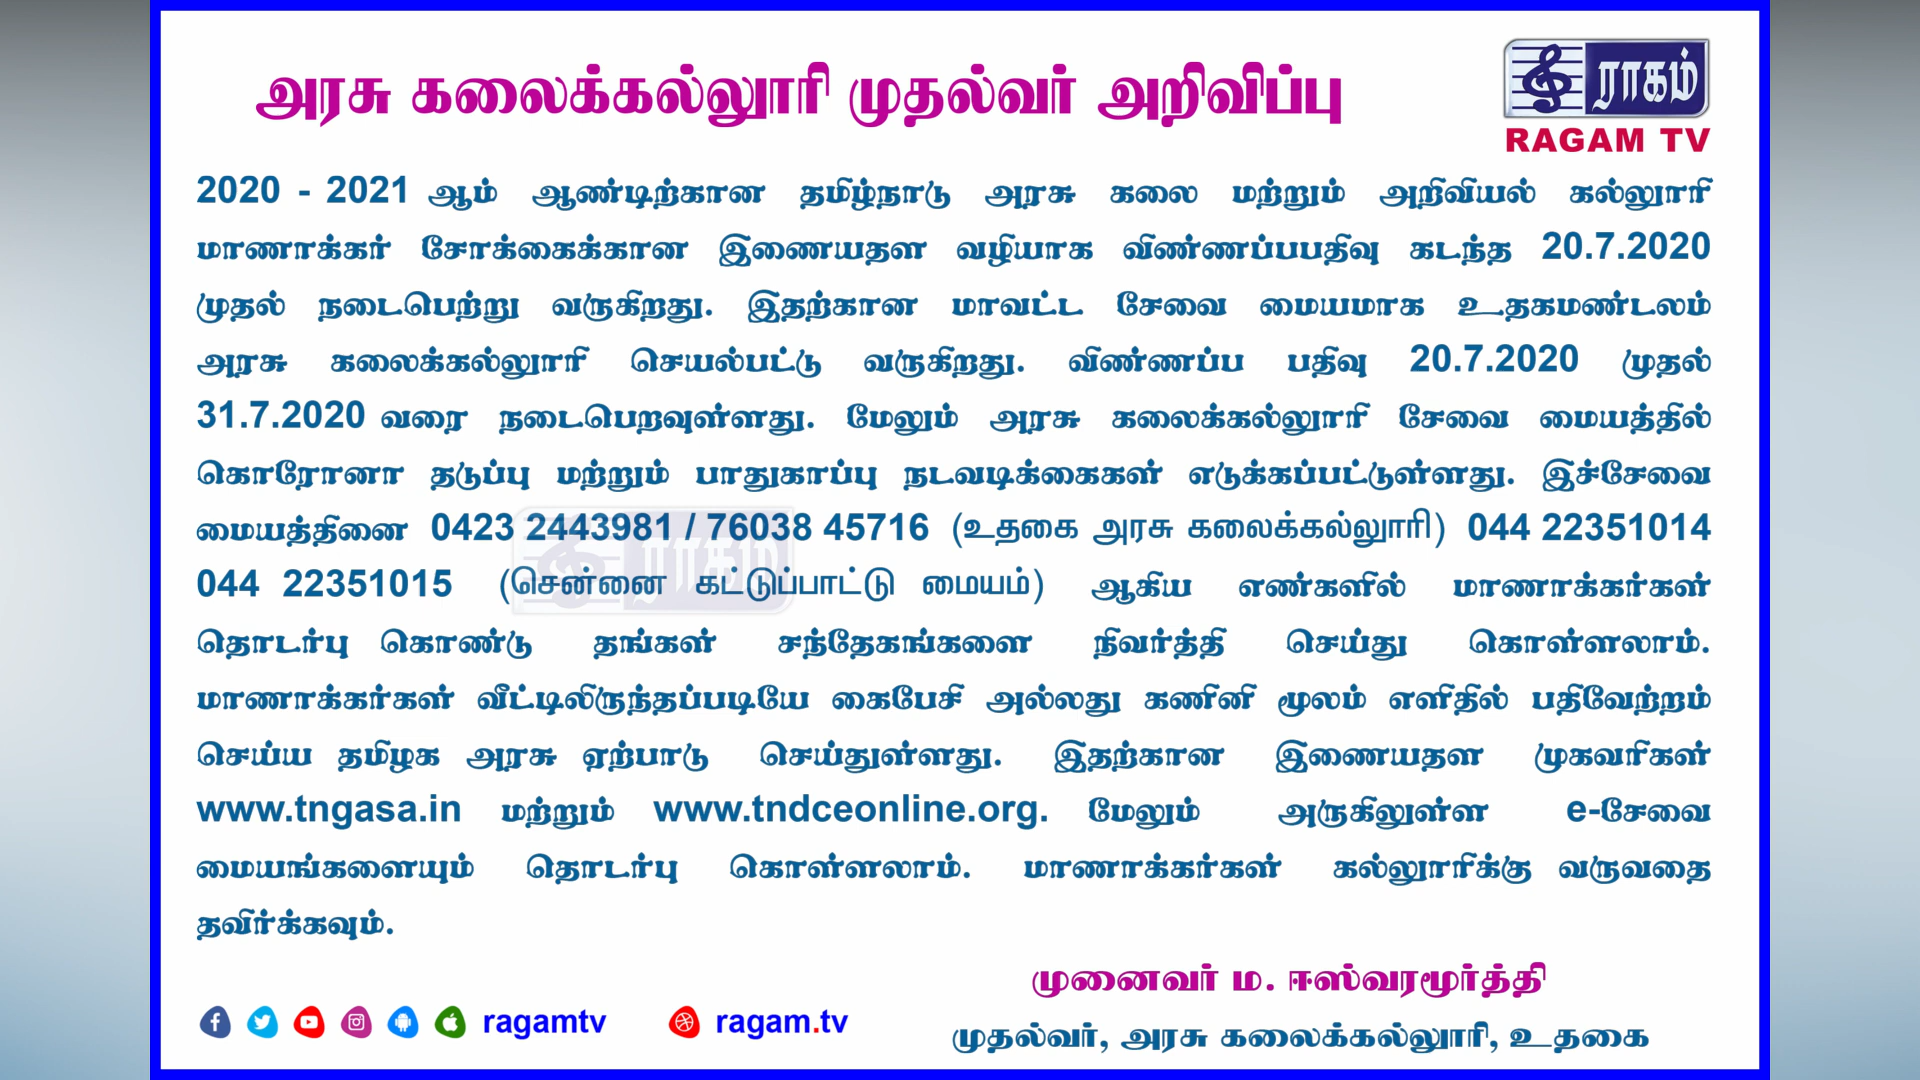 அரசு கலைக்கல்லூரி முதல்வர் அறிவிப்பு
ராகம்
RAGAM TV
2020 - 2021 ஆம் ஆண்டிற்கான தமிழ்நாடு அரசு கலை மற்றும் அறிவியல் கல்லூரி
மாணாக்கர் சோக்கைக்கான இணையதள வழியாக விண்ணப்பபதிவு கடந்த 20.7.2020
முதல் நடைபெற்று வருகிறது. இதற்கான மாவட்ட சேவை மையமாக உதகமண்டலம்
அரசு கலைக்கல்லூரி செயல்பட்டு வருகிறது. விண்ணப்ப பதிவு 20.7.2020 முதல்
31.7.2020 வரை நடைபெறவுள்ளது. மேலும் அரசு கலைக்கல்லூரி சேவை மையத்தில்
கொரோனா தடுப்பு மற்றும் பாதுகாப்பு நடவடிக்கைகள் எடுக்கப்பட்டுள்ளது. இச்சேவை
மையத்தினை 0423 2443981 / 76038 45716 (உதகை அரசு கலைக்கல்லூரி) 044 22351014
044 22351015 (சென்னை கட்டுப்பாட்டு மையம்) ஆகிய எண்களில் மாணாக்கர்கள்
தொடர்பு கொண்டு தங்கள் சந்தேகங்களை நிவர்த்தி செய்து கொள்ளலாம்.
மாணாக்கர்கள் வீட்டிலிருந்தப்படியே கைபேசி அல்லது கணினி மூலம் எளிதில் பதிவேற்றம்
செய்ய தமிழக அரசு ஏற்பாடு செய்துள்ளது. இதற்கான இணையதள முகவரிகள்
www.tngasa.in மற்றும் www.tndceonline.org. மேலும் அருகிலுள்ள e-சேவை
மையங்களையும் தொடர்பு கொள்ளலாம். மாணாக்கர்கள் கல்லூரிக்கு வருவதை
தவிர்க்கவும்.
முனைவர் ம. ஈஸ்வரமூர்த்தி
முதல்வர், அரசு கலைக்கல்லூரி, உதகை
ragamtv ragam.tv
ராகம்